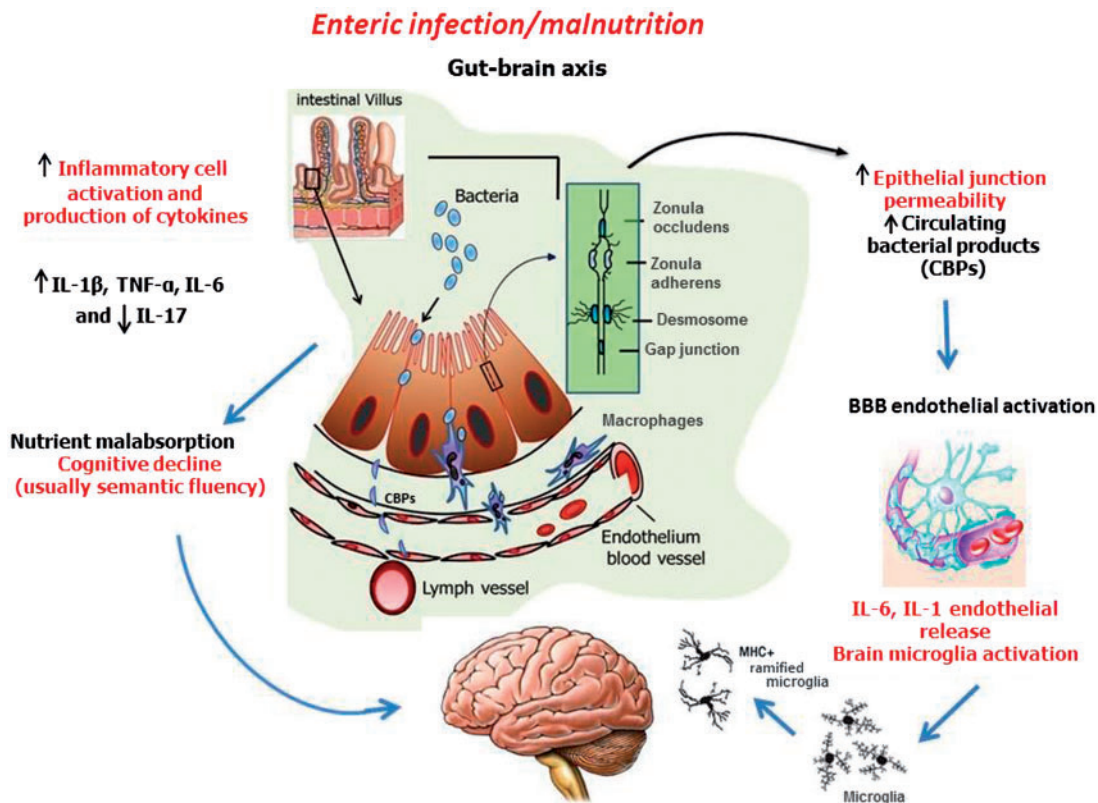 Enteric infection/malnutrition
Gut-brain axis
intestinal Villus
↑ Inflammatory cell
activation and
production of cytokines
↑ IL-1β, TNF-α, IL-6
and ↓ IL-17
Nutrient malabsorption
Cognitive decline
(usually semantic fluency)
Bacteria
Zonula
occludens
Zonula
adherens
Desmosome
Gap junction
Macrophages
CBPs
Endothelium
blood vessel
Lymph vessel
↑ Epithelial junction
permeability
↑ Circulating
bacterial products
(CBPs)
BBB endothelial activation
IL-6, IL-1 endothelial
release
Brain microglia activation
MHC+
ramified
microglia
Microglia